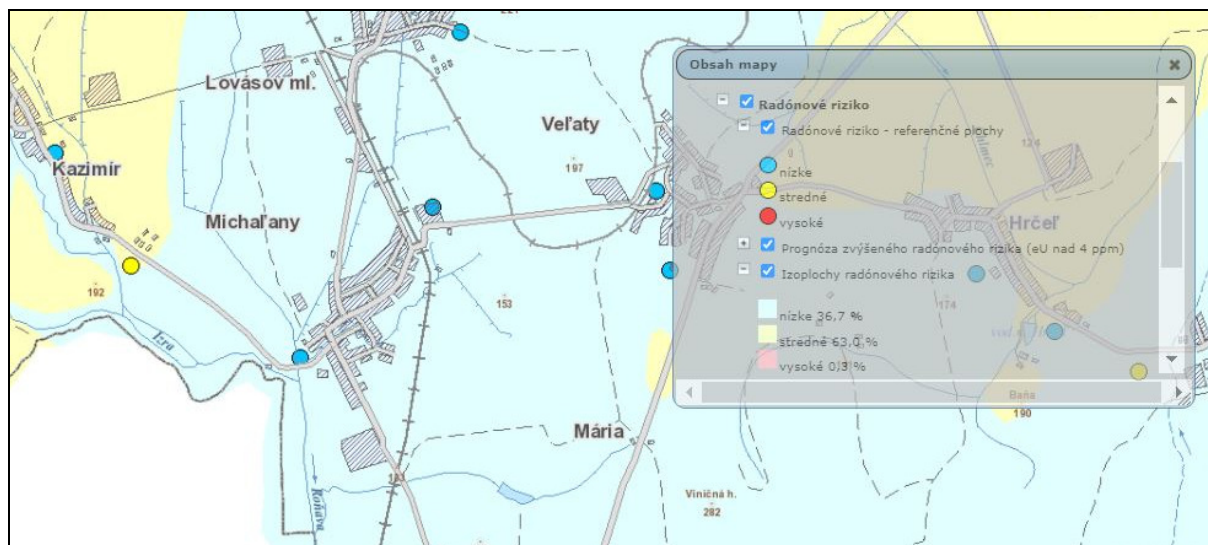 Lovásov ml.
Veľaty
197
Kazimír
Michaľany
192
153
Izra
Roňava
Mária
Viničná h.
282
Obsah mapy
Radónové riziko
Radónové riziko - referenčné plochy
nízke
stredné
vysoké
Prognóza zvýšeného radónového rizika (eU nad 4 ppm)
Izoplochy radónového rizika
nízke 36,7 %
stredné 63,0 %
vysoké 0,3 %
124
Hrčeľ
174
Baňa
190